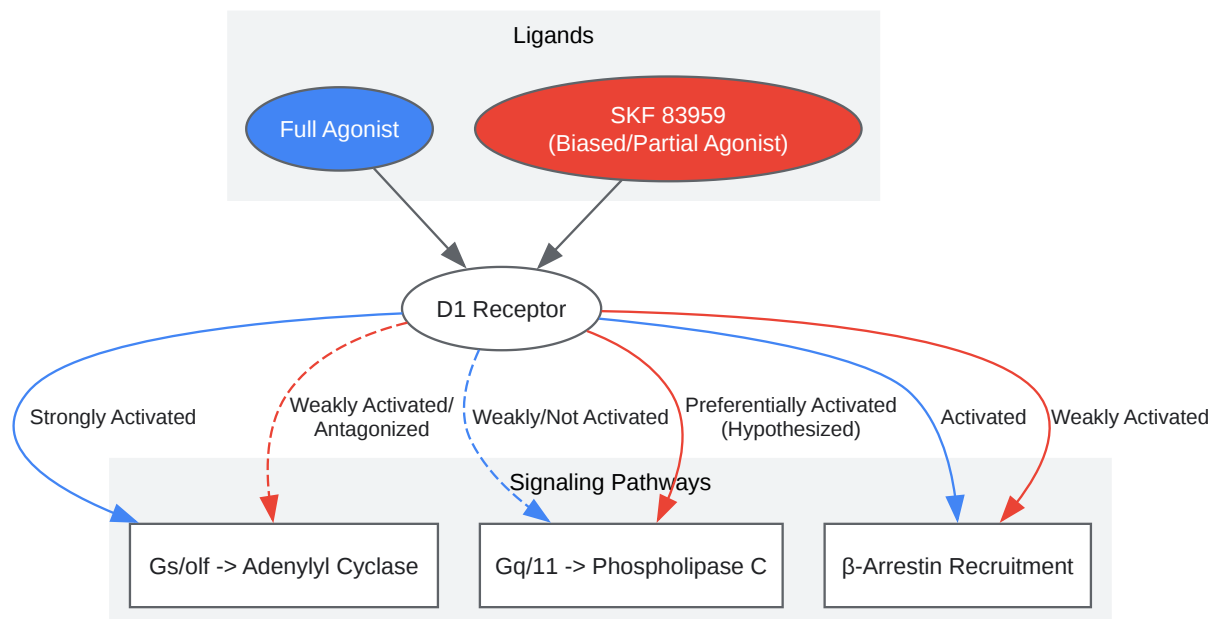 Ligands
Full Agonist
SKF 83959
(Biased/Partial Agonist)
D1 Receptor
Strongly Activated
Weakly Activated/
Antagonized
Weakly/Not Activated
Preferentially Activated
(Hypothesized)
Activated
Weakly Activated
Signaling Pathways
Gs/olf -> Adenylyl Cyclase
Gq/11 -> Phospholipase C
β-Arrestin Recruitment